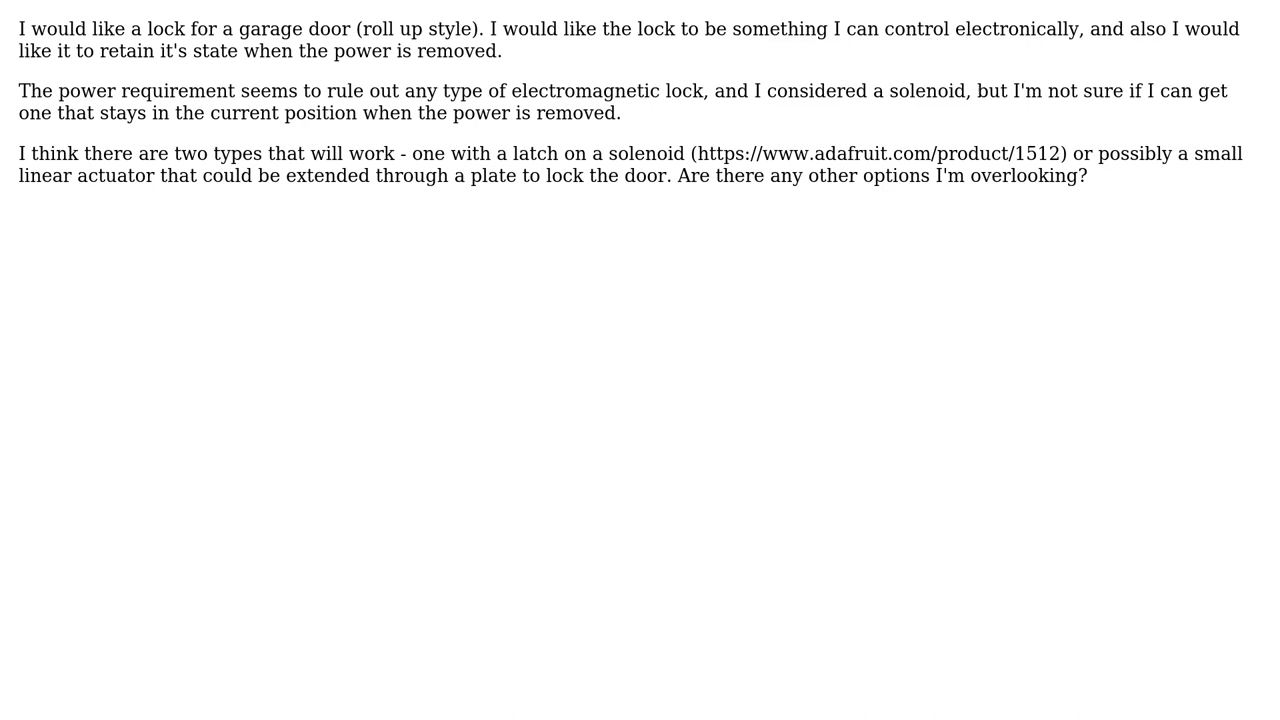 I would like a lock for a garage door (roll up style). I would like the lock to be something I can control electronically, and also I would
like it to retain it's state when the power is removed.
The power requirement seems to rule out any type of electromagnetic lock, and I considered a solenoid, but I'm not sure if I can get
one that stays in the current position when the power is removed.
I think there are two types that will work - one with a latch on a solenoid (https://www.adafruit.com/product/1512) or possibly a small
linear actuator that could be extended through a plate to lock the door. Are there any other options I'm overlooking?